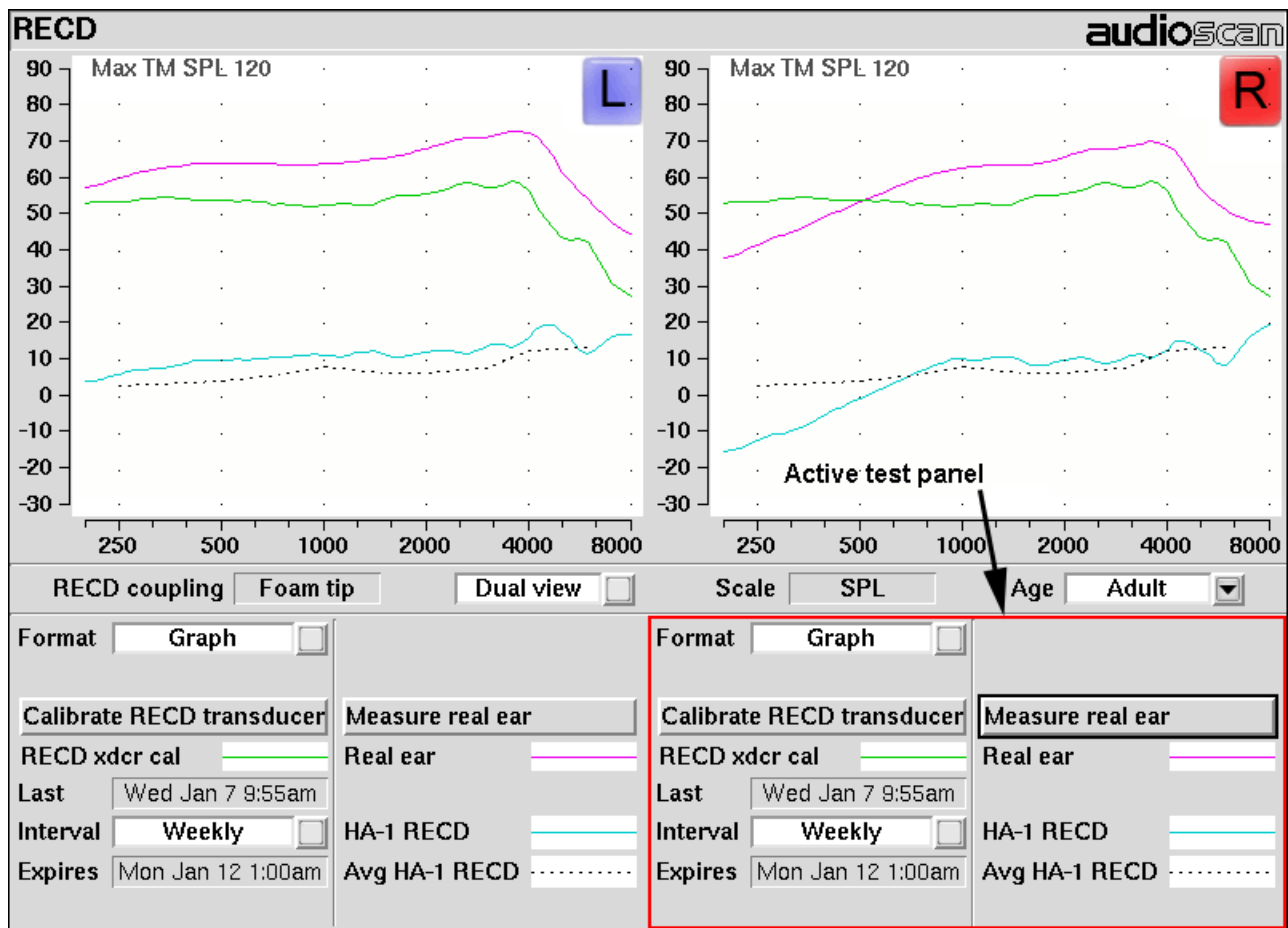 RECD audioscan
Max TM SPL 120 L
90
80
70
60
50
40
30
20
10
0
-10
-20
-30
250 500 1000 2000 4000 8000
Max TM SPL 120 R
90
80
70
60
50
40
30
20
10
0
-10
-20
-30
Active test panel
250 500 1000 2000 4000 8000
RECD coupling Foam tip Dual view Scale SPL Age Adult
Format Graph
Calibrate RECD transducer Measure real ear
RECD xdcr cal Real ear
Last Wed Jan 7 9:55am
Interval Weekly HA-1 RECD
Expires Mon Jan 12 1:00am Avg HA-1 RECD
Format Graph
Calibrate RECD transducer Measure real ear
RECD xdcr cal Real ear
Last Wed Jan 7 9:55am
Interval Weekly HA-1 RECD
Expires Mon Jan 12 1:00am Avg HA-1 RECD